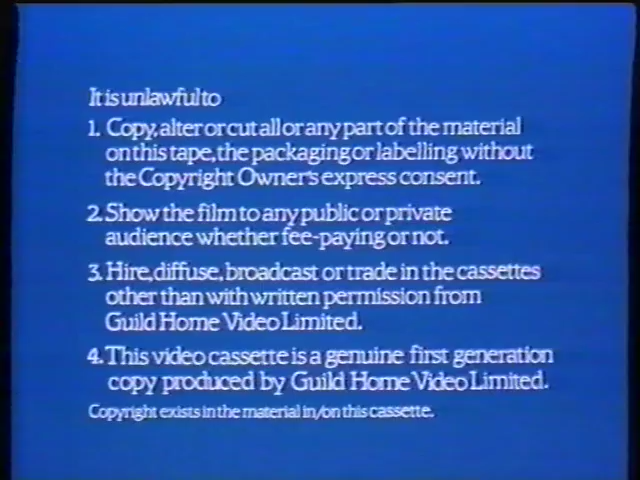 It is unlawful to
1. Copy, alter or cut all or any part of the material
on this tape, the packaging or labelling without
the Copyright Owner's express consent.
2. Show the film to any public or private
audience whether fee-paying or not.
3. Hire, diffuse, broadcast or trade in the cassettes
other than with written permission from
Guild Home Video Limited.
4. This video cassette is a genuine first generation
copy produced by Guild Home Video Limited.
Copyright exists in the material in/on this cassette.